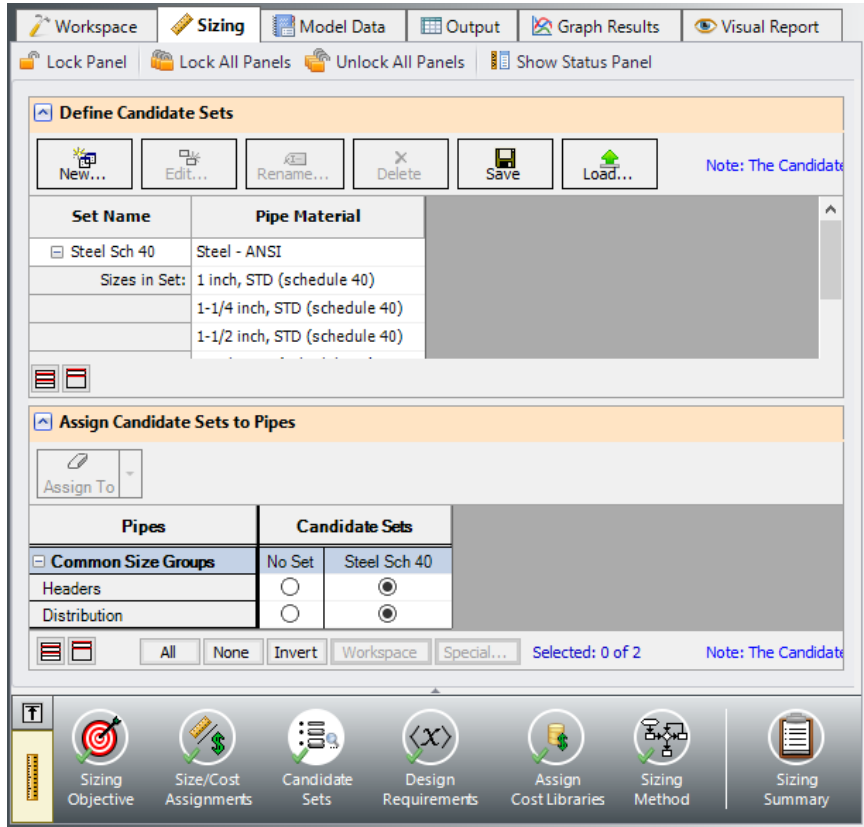 Workspace Sizing Model Data Output Graph Results Visual Report
Lock Panel Lock All Panels Unlock All Panels Show Status Panel
Define Candidate Sets
New... Edit... Rename... Delete Save Load... Note: The Candidate
Set Name Pipe Material
Steel Sch 40 Steel - ANSI
Sizes in Set: 1 inch, STD (schedule 40)
1-1/4 inch, STD (schedule 40)
1-1/2 inch, STD (schedule 40)
Assign Candidate Sets to Pipes
Assign To
Pipes Candidate Sets
Common Size Groups No Set Steel Sch 40
Headers
Distribution
All None Invert Workspace Special... Selected: 0 of 2 Note: The Candidate
Sizing Objective
Size/Cost Assignments
Candidate Sets
Design Requirements
Assign Cost Libraries
Sizing Method
Sizing Summary